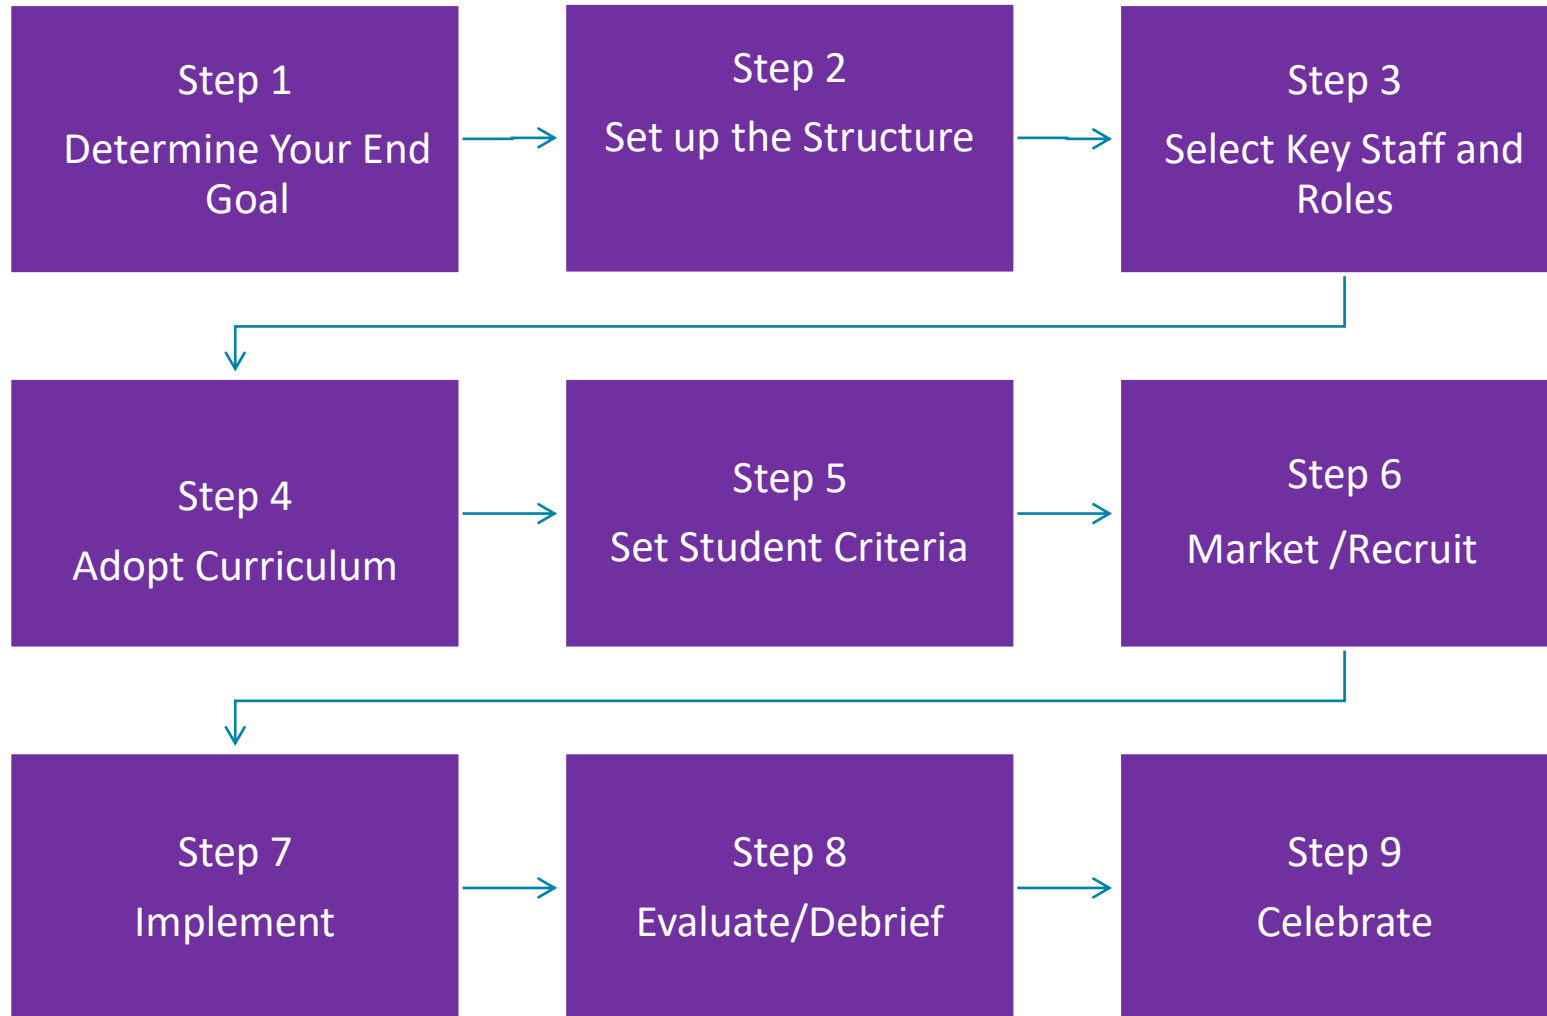 Step 1
Determine Your End
Goal
Step 2
Set up the Structure
Step 3
Select Key Staff and
Roles
Step 4
Adopt Curriculum
Step 5
Set Student Criteria
Step 6
Market /Recruit
Step 7
Implement
Step 8
Evaluate/Debrief
Step 9
Celebrate